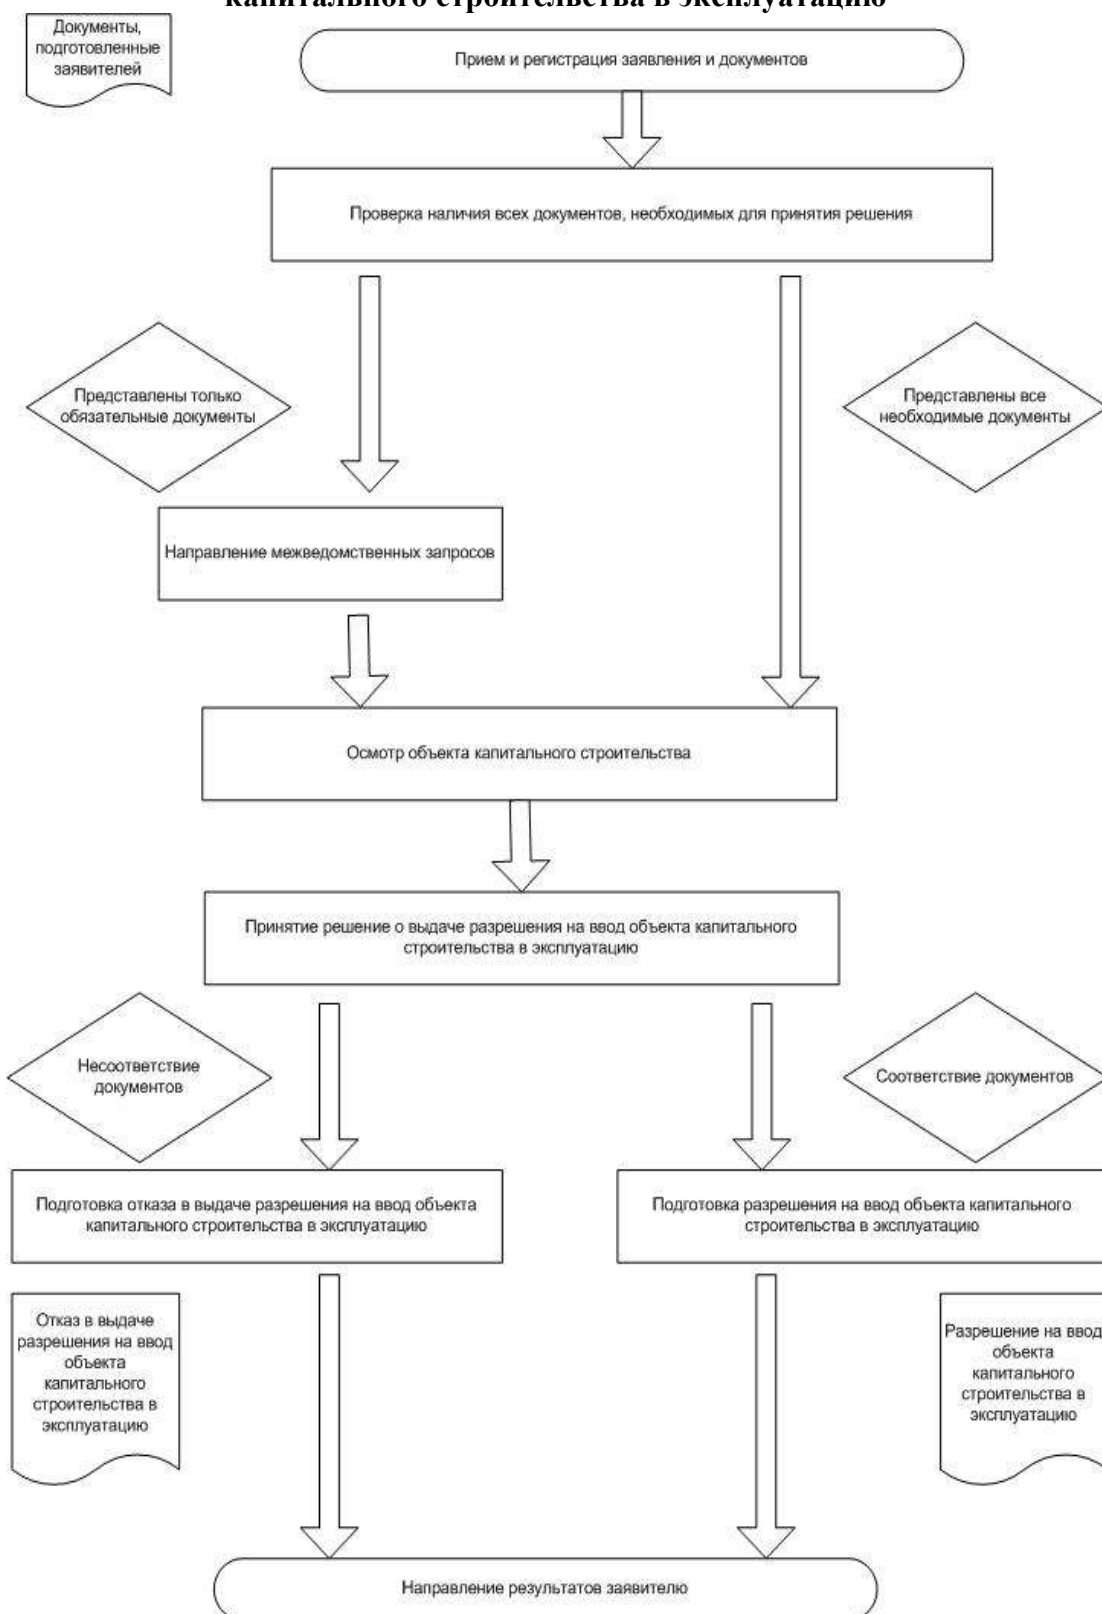 капитального строительства в эксплуатацию
Документы,
подготовленные
заявителей
Прием и регистрация заявления и документов
Проверка наличия всех документов, необходимых для принятия решения
Представлены только
обязательные документы
Представлены все
необходимые документы
Направление межведомственных запросов
Осмотр объекта капитального строительства
Принятие решение о выдаче разрешения на ввод объекта капитального
строительства в эксплуатацию
Несоответствие
документов
Соответствие документов
Подготовка отказа в выдаче разрешения на ввод объекта
капитального строительства в эксплуатацию
Подготовка разрешения на ввод объекта капитального
строительства в эксплуатацию
Отказ в выдаче
разрешения на ввод
объекта
капитального
строительства в
эксплуатацию
Разрешение на ввод
объекта
капитального
строительства в
эксплуатацию
Направление результатов заявителю